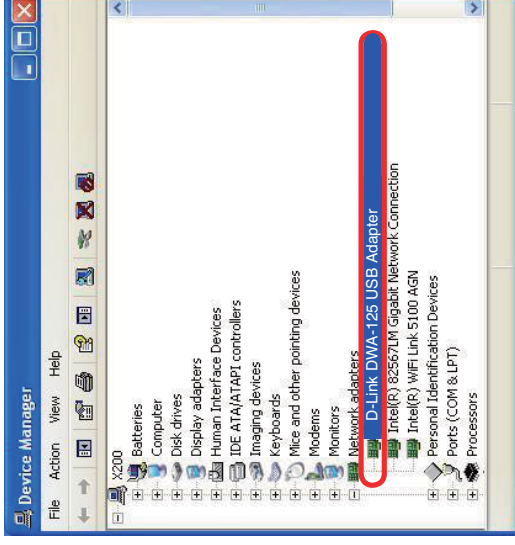 Device Manager
File Action View Help
X200
Batteries
Computer
Disk drives
Display adapters
Human Interface Devices
IDE ATA/ATAPI controllers
Imaging devices
Keyboards
Mice and other pointing devices
Modems
Monitors
Network adapters
D-Link DWA-125 USB Adapter
Intel(R) 82567LM Gigabit Network Connection
Intel(R) WiFi Link 5100 AGN
Personal Identification Devices
Ports (COM & LPT)
Processors